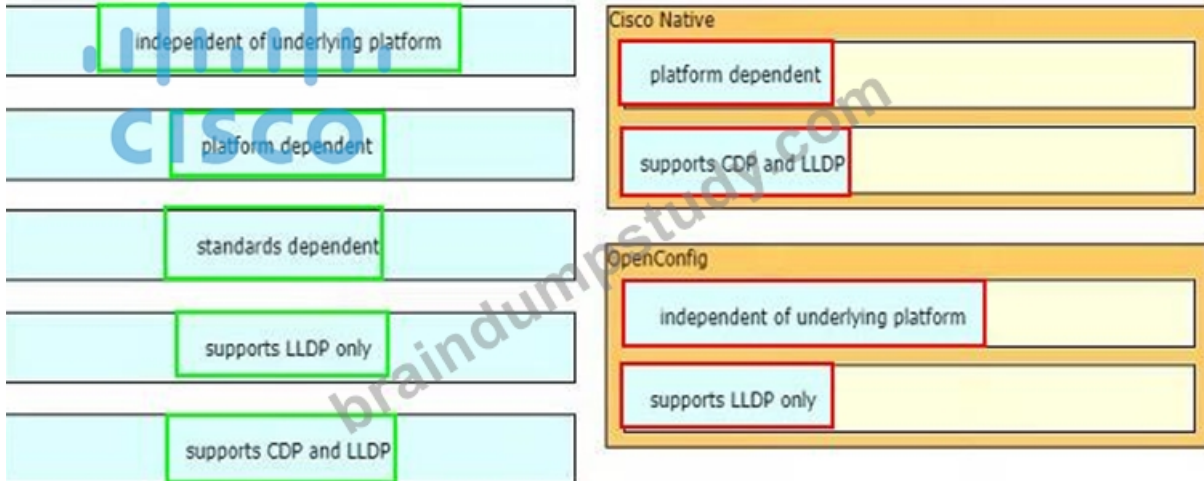 independent of underlying platform
CISCO
platform dependent
standards dependent
supports LLDP only
supports CDP and LLDP
Cisco Native
platform dependent
supports CDP and LLDP
OpenConfig
independent of underlying platform
supports LLDP only
braindumpstudy.com